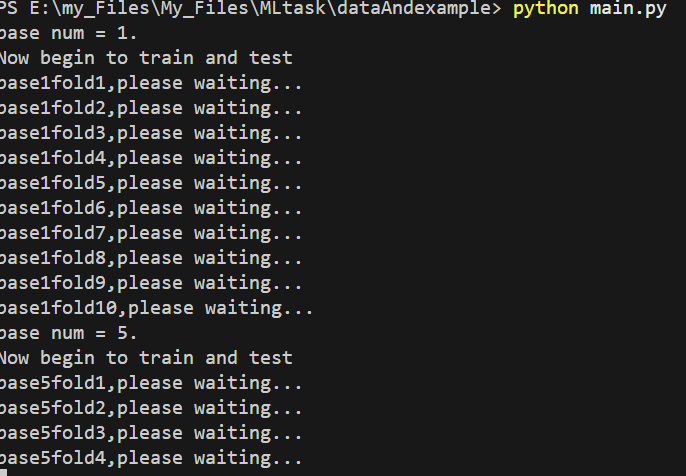 PS E:\my_Files\My_Files\MLtask\dataAndexample> python main.py
base num = 1.
Now begin to train and test
base1fold1,please waiting...
base1fold2,please waiting...
base1fold3,please waiting...
base1fold4,please waiting...
base1fold5,please waiting...
base1fold6,please waiting...
base1fold7,please waiting...
base1fold8,please waiting...
base1fold9,please waiting...
base1fold10,please waiting...
base num = 5.
Now begin to train and test
base5fold1,please waiting...
base5fold2,please waiting...
base5fold3,please waiting...
base5fold4,please waiting...